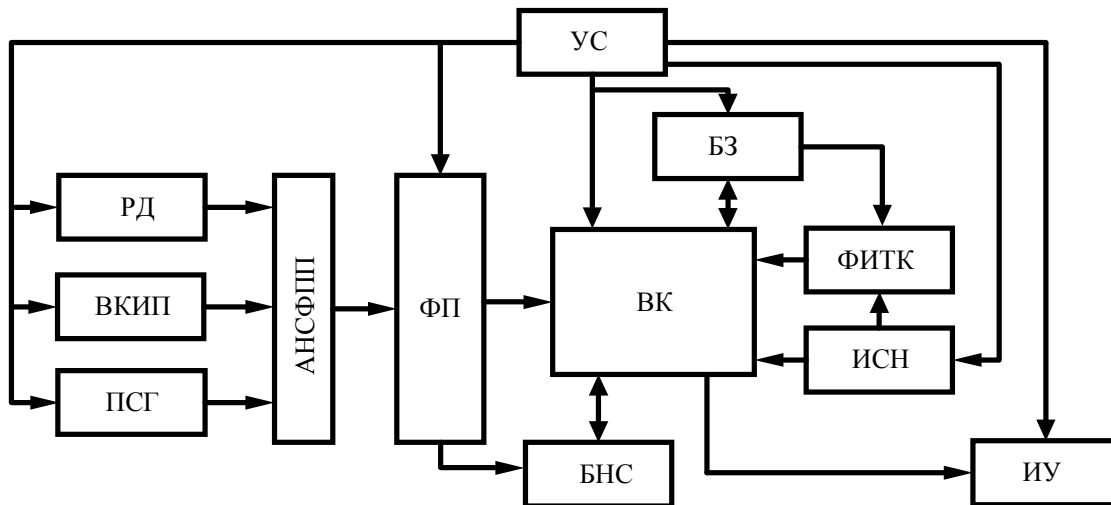 УС
БЗ
РД
ВКИП
ПСГ
АНСФПП
ФП
ВК
ФИТК
ИСН
БНС
ИУ